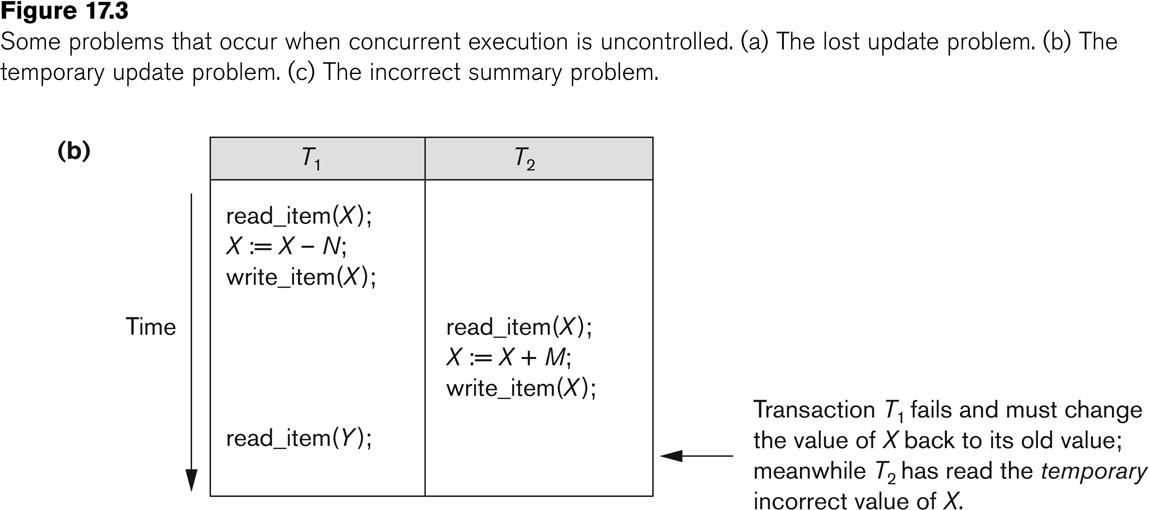 Figure 17.3
Some problems that occur when concurrent execution is uncontrolled. (a) The lost update problem. (b) The
temporary update problem. (c) The incorrect summary problem.
(b)
T1
T2
read_item(X);
X := X – N;
write_item(X);
Time
read_item(X);
X := X + M;
write_item(X);
read_item(Y);
Transaction T1 fails and must change
the value of X back to its old value;
meanwhile T2 has read the temporary
incorrect value of X.